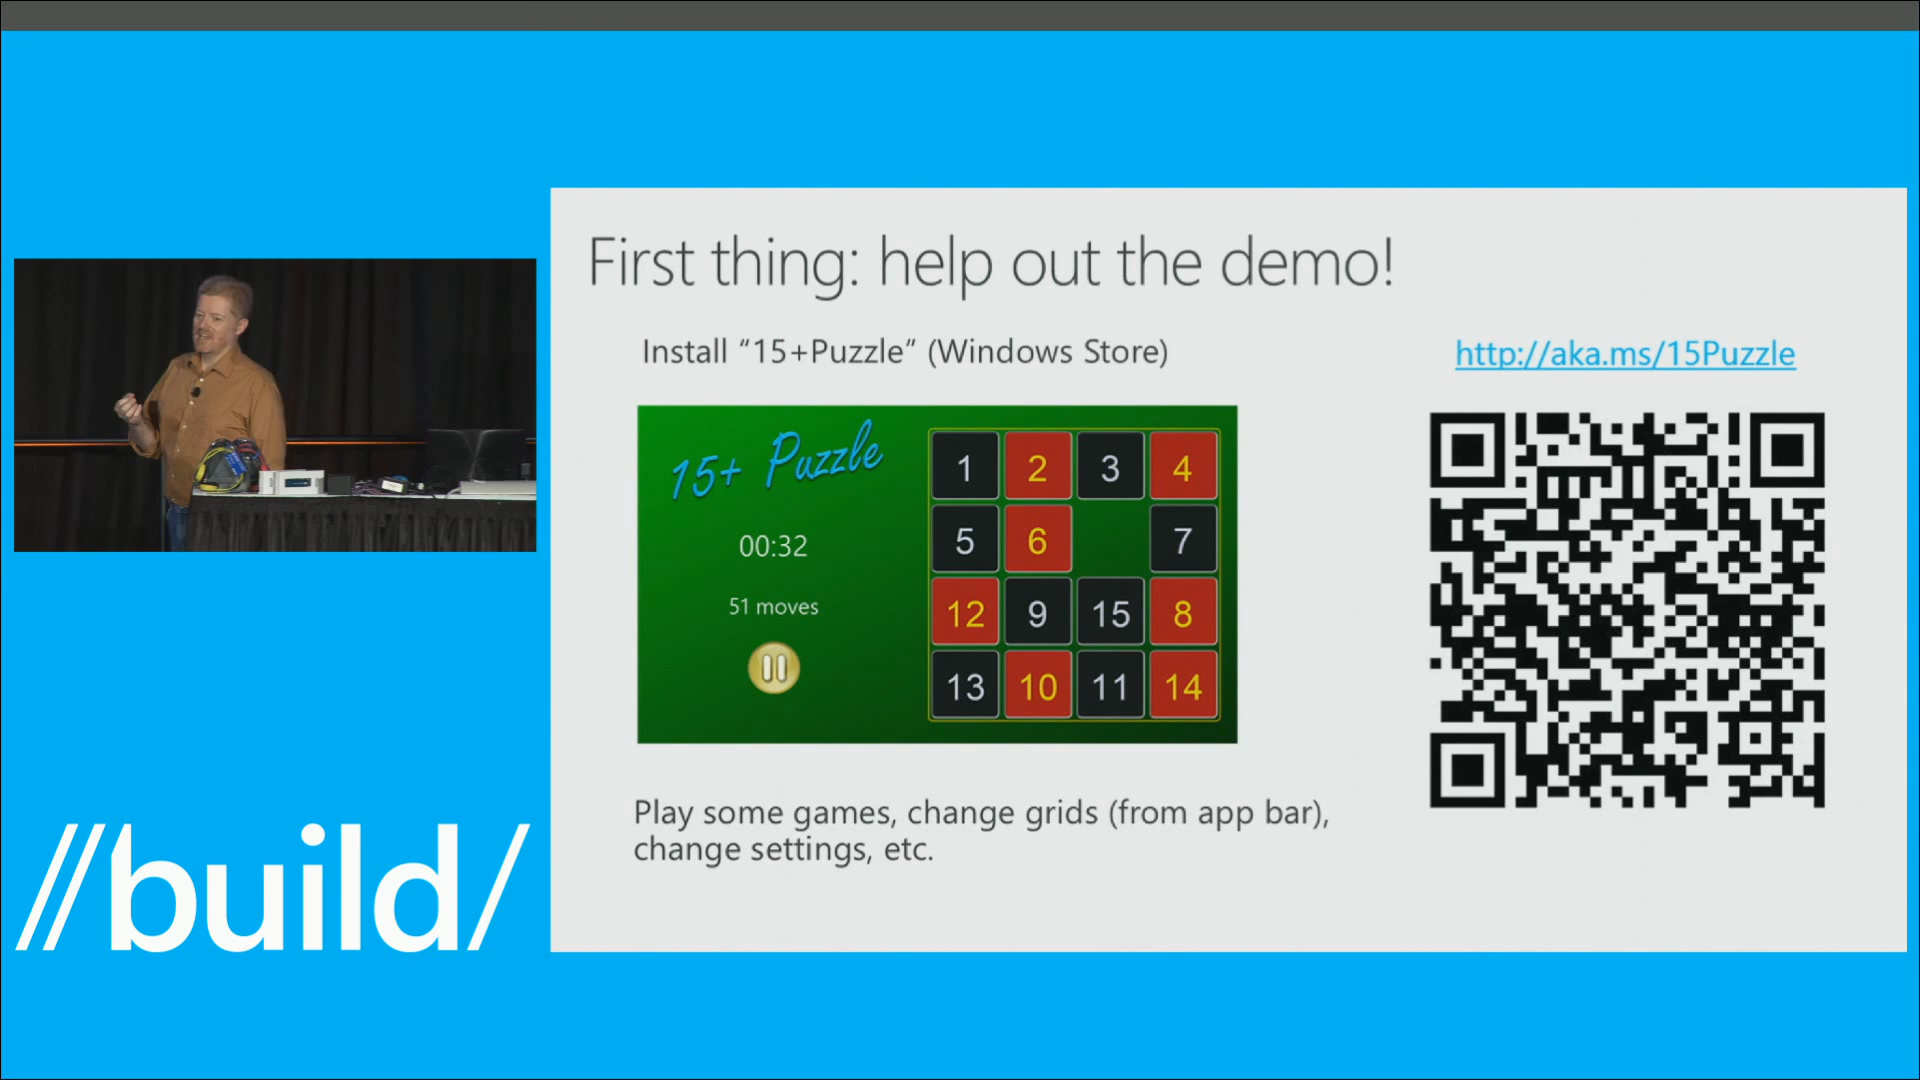 First thing: help out the demo!
Install “15+Puzzle” (Windows Store)
http://aka.ms/15Puzzle
15+ Puzzle
00:32
51 moves
1 2 3 4
5 6 7
12 9 15 8
13 10 11 14
Play some games, change grids (from app bar),
change settings, etc.
//build/